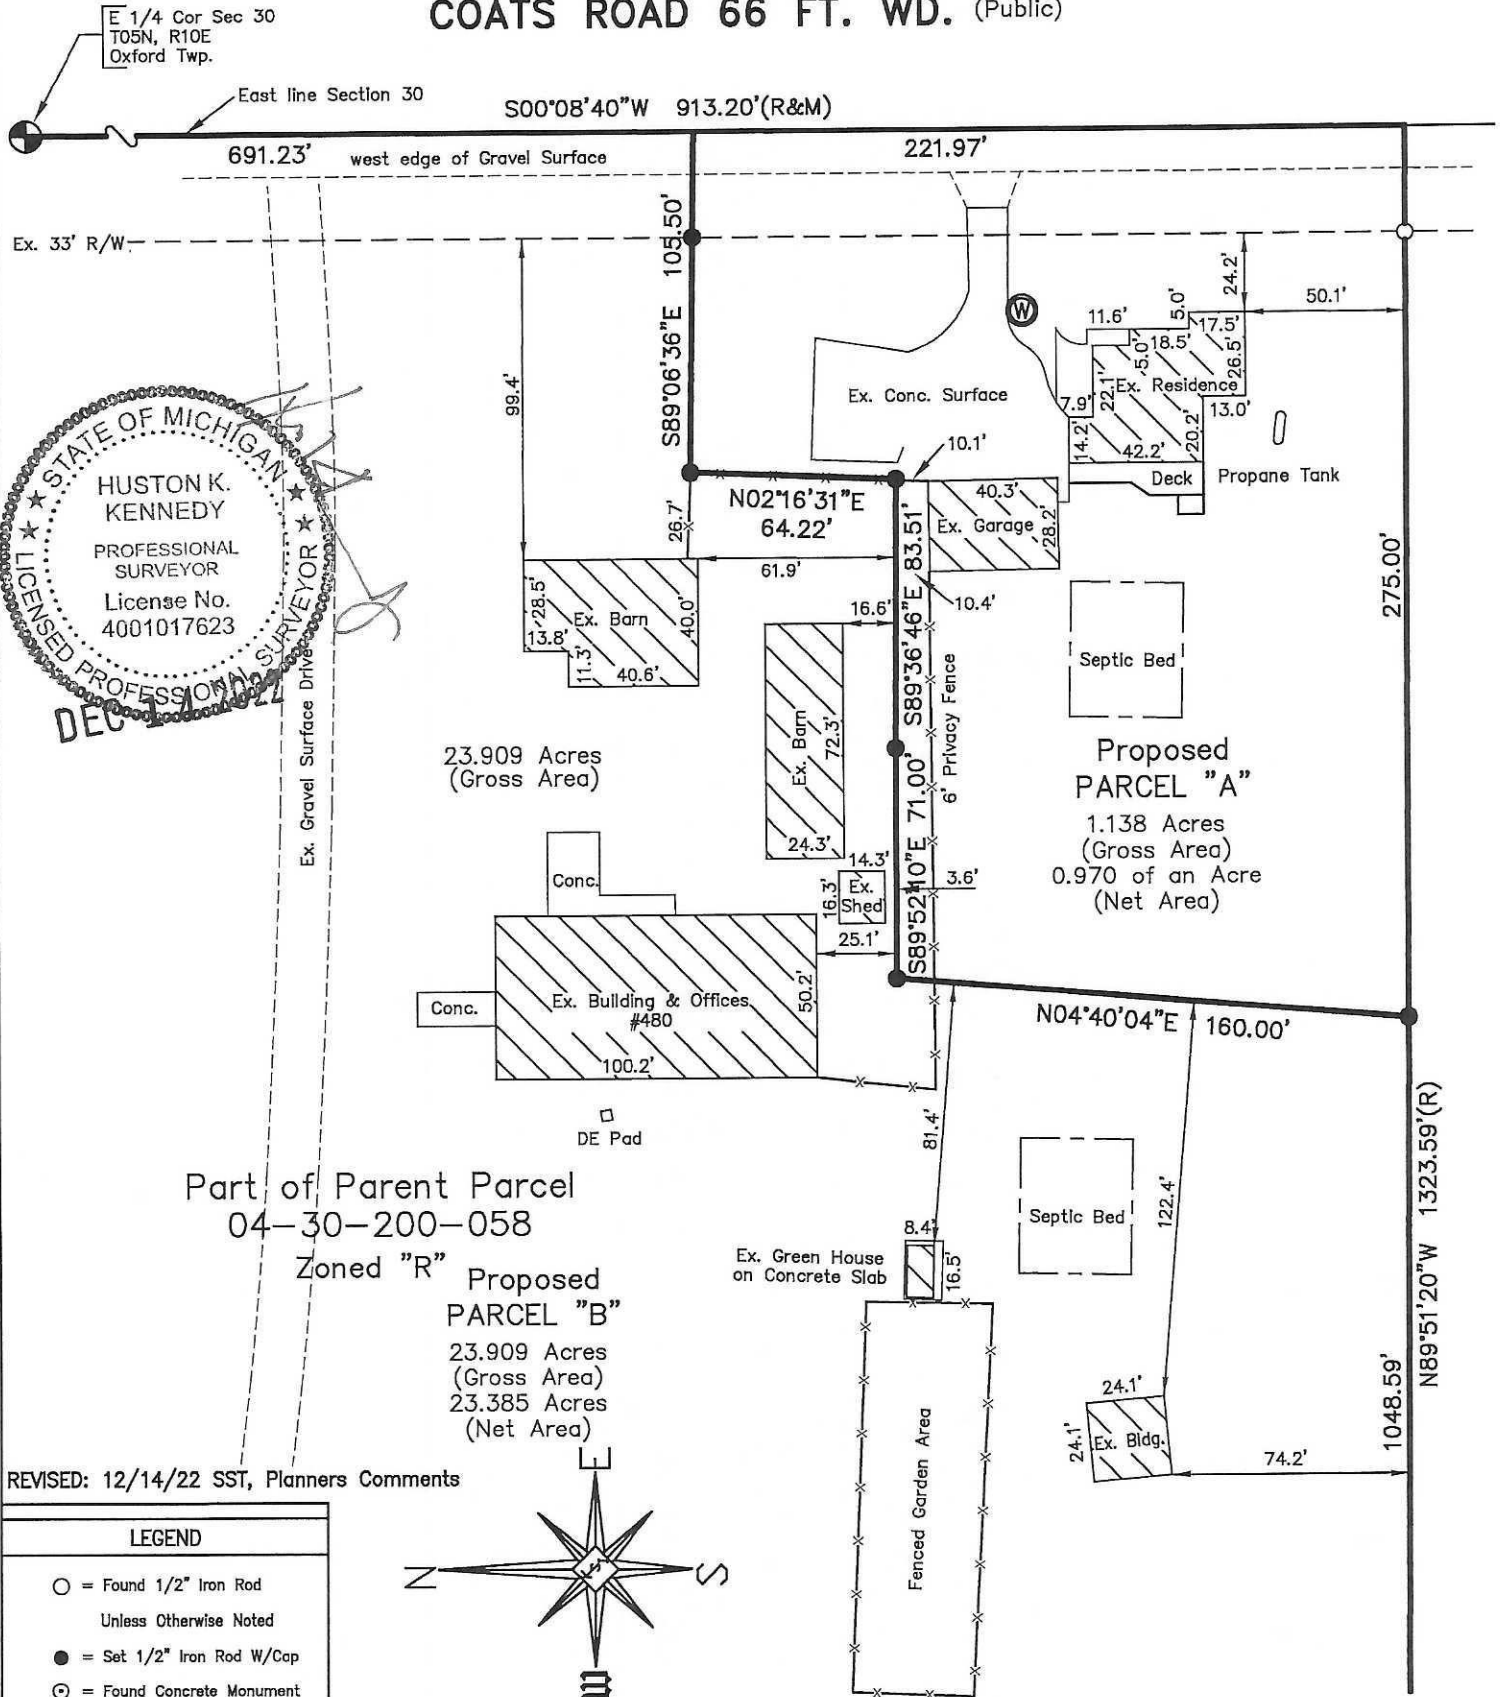 COATS ROAD 66 FT. WD. (Public)
E 1/4 Cor Sec 30
T05N, R10E
Oxford Twp.
East line Section 30
S00°08'40"W 913.20'(R&M)
691.23'
west edge of Gravel Surface
221.97'
Ex. 33' R/W
S89°06'36"E 105.50'
99.4'
24.2'
50.1'
W
11.6'
5.0'
17.5'
18.5'
5.0'
26.5'
22.1'
Ex. Residence
7.9'
13.0'
14.2'
20.2'
42.2'
Ex. Conc. Surface
10.1'
Deck
Propane Tank
STATE OF MICHIGAN
HUSTON K.
KENNEDY
PROFESSIONAL
SURVEYOR
License No.
4001017623
LICENSED PROFESSIONAL SURVEYOR
DEC 14 2022
N02°16'31"E
64.22'
40.3'
Ex. Garage
28.2'
26.7'
61.9'
S89°36'46"E 83.51'
10.4'
275.00'
28.5'
Ex. Barn
40.0'
13.8'
11.3'
40.6'
16.6'
Ex. Barn
72.3'
24.3'
6' Privacy Fence
Septic Bed
Ex. Gravel Surface Drive
23.909 Acres
(Gross Area)
Proposed
PARCEL "A"
1.138 Acres
(Gross Area)
0.970 of an Acre
(Net Area)
S89°52'10"E 71.00'
14.3'
16.3'
Ex.
Shed
3.6'
Conc.
25.1'
Conc.
Ex. Building & Offices
#480
50.2'
100.2'
N04°40'04"E 160.00'
DE Pad
81.4'
122.4'
N89°51'20"W 1323.59'(R)
Part of Parent Parcel
04-30-200-058
Zoned "R"
Septic Bed
8.4'
16.5'
Ex. Green House
on Concrete Slab
Proposed
PARCEL "B"
23.909 Acres
(Gross Area)
23.385 Acres
(Net Area)
1048.59'
24.1'
24.1'
Ex. Bldg.
74.2'
Fenced Garden Area
REVISED: 12/14/22 SST, Planners Comments
E
N
S
LEGEND
= Found 1/2" Iron Rod
Unless Otherwise Noted
= Set 1/2" Iron Rod W/Cap
= Found Concrete Monument